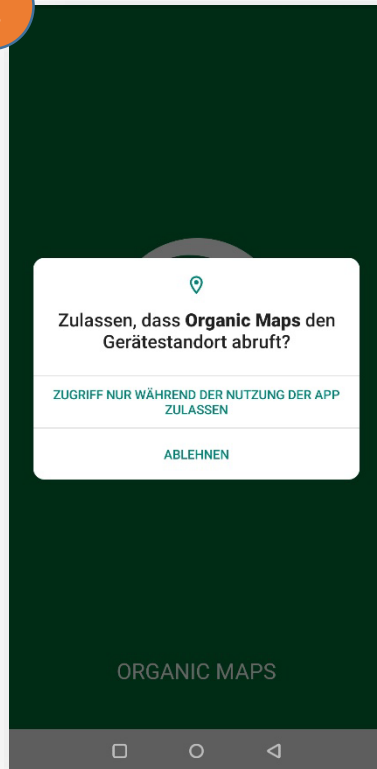 Zulassen, dass Organic Maps den
Gerätestandort abruft?
ZUGRIFF NUR WÄHREND DER NUTZUNG DER APP
ZULASSEN
ABLEHNEN
ORGANIC MAPS